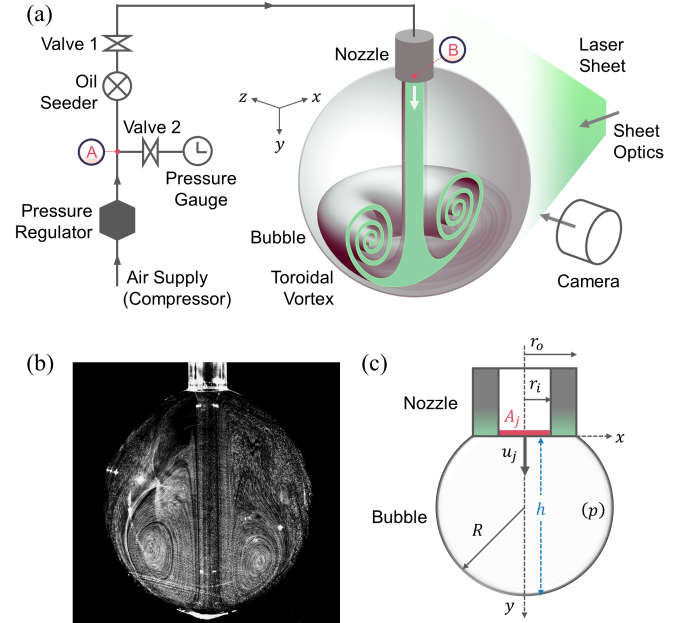 (a)
Valve 1
Oil
Seeder
A
Valve 2
Pressure
Gauge
Pressure
Regulator
Air Supply
(Compressor)
Nozzle
B
z
x
y
Bubble
Toroidal
Vortex
Laser
Sheet
Sheet
Optics
Camera
(b)
(c)
r_o
r_i
Nozzle
A_j
x
u_j
h
(p)
Bubble
R
y